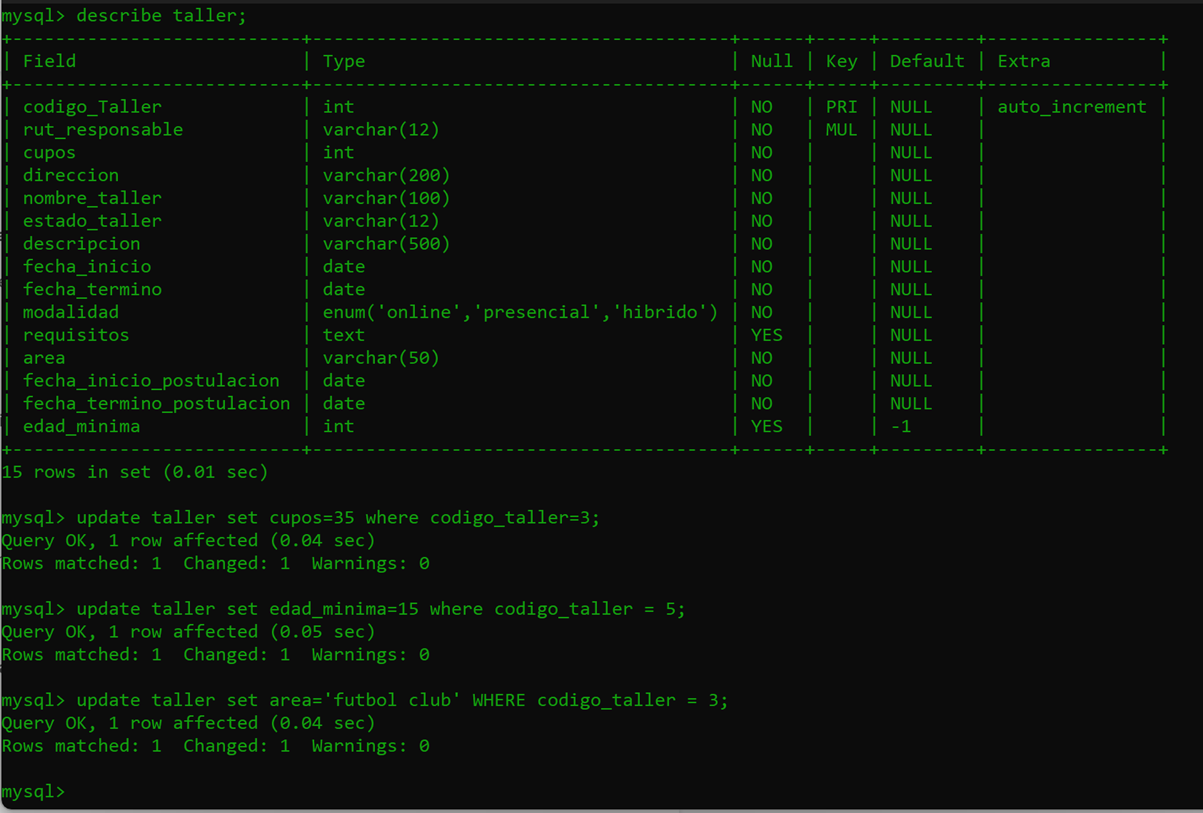 mysql> describe taller;
+---------------------------+---------------------------------------+------+-----+---------+----------------+
| Field                     | Type                                  | Null | Key | Default | Extra          |
+---------------------------+---------------------------------------+------+-----+---------+----------------+
| codigo_Taller             | int                                   | NO   | PRI | NULL    | auto_increment |
| rut_responsable           | varchar(12)                           | NO   | MUL | NULL    |                |
| cupos                     | int                                   | NO   |     | NULL    |                |
| direccion                 | varchar(200)                          | NO   |     | NULL    |                |
| nombre_taller             | varchar(100)                          | NO   |     | NULL    |                |
| estado_taller             | varchar(12)                           | NO   |     | NULL    |                |
| descripcion               | varchar(500)                          | NO   |     | NULL    |                |
| fecha_inicio              | date                                  | NO   |     | NULL    |                |
| fecha_termino             | date                                  | NO   |     | NULL    |                |
| modalidad                 | enum('online','presencial','hibrido') | NO   |     | NULL    |                |
| requisitos                | text                                  | YES  |     | NULL    |                |
| area                      | varchar(50)                           | NO   |     | NULL    |                |
| fecha_inicio_postulacion  | date                                  | NO   |     | NULL    |                |
| fecha_termino_postulacion | date                                  | NO   |     | NULL    |                |
| edad_minima               | int                                   | YES  |     | -1      |                |
+---------------------------+---------------------------------------+------+-----+---------+----------------+
15 rows in set (0.01 sec)
mysql> update taller set cupos=35 where codigo_taller=3;
Query OK, 1 row affected (0.04 sec)
Rows matched: 1  Changed: 1  Warnings: 0
mysql> update taller set edad_minima=15 where codigo_taller = 5;
Query OK, 1 row affected (0.05 sec)
Rows matched: 1  Changed: 1  Warnings: 0
mysql> update taller set area='futbol club' WHERE codigo_taller = 3;
Query OK, 1 row affected (0.04 sec)
Rows matched: 1  Changed: 1  Warnings: 0
mysql>